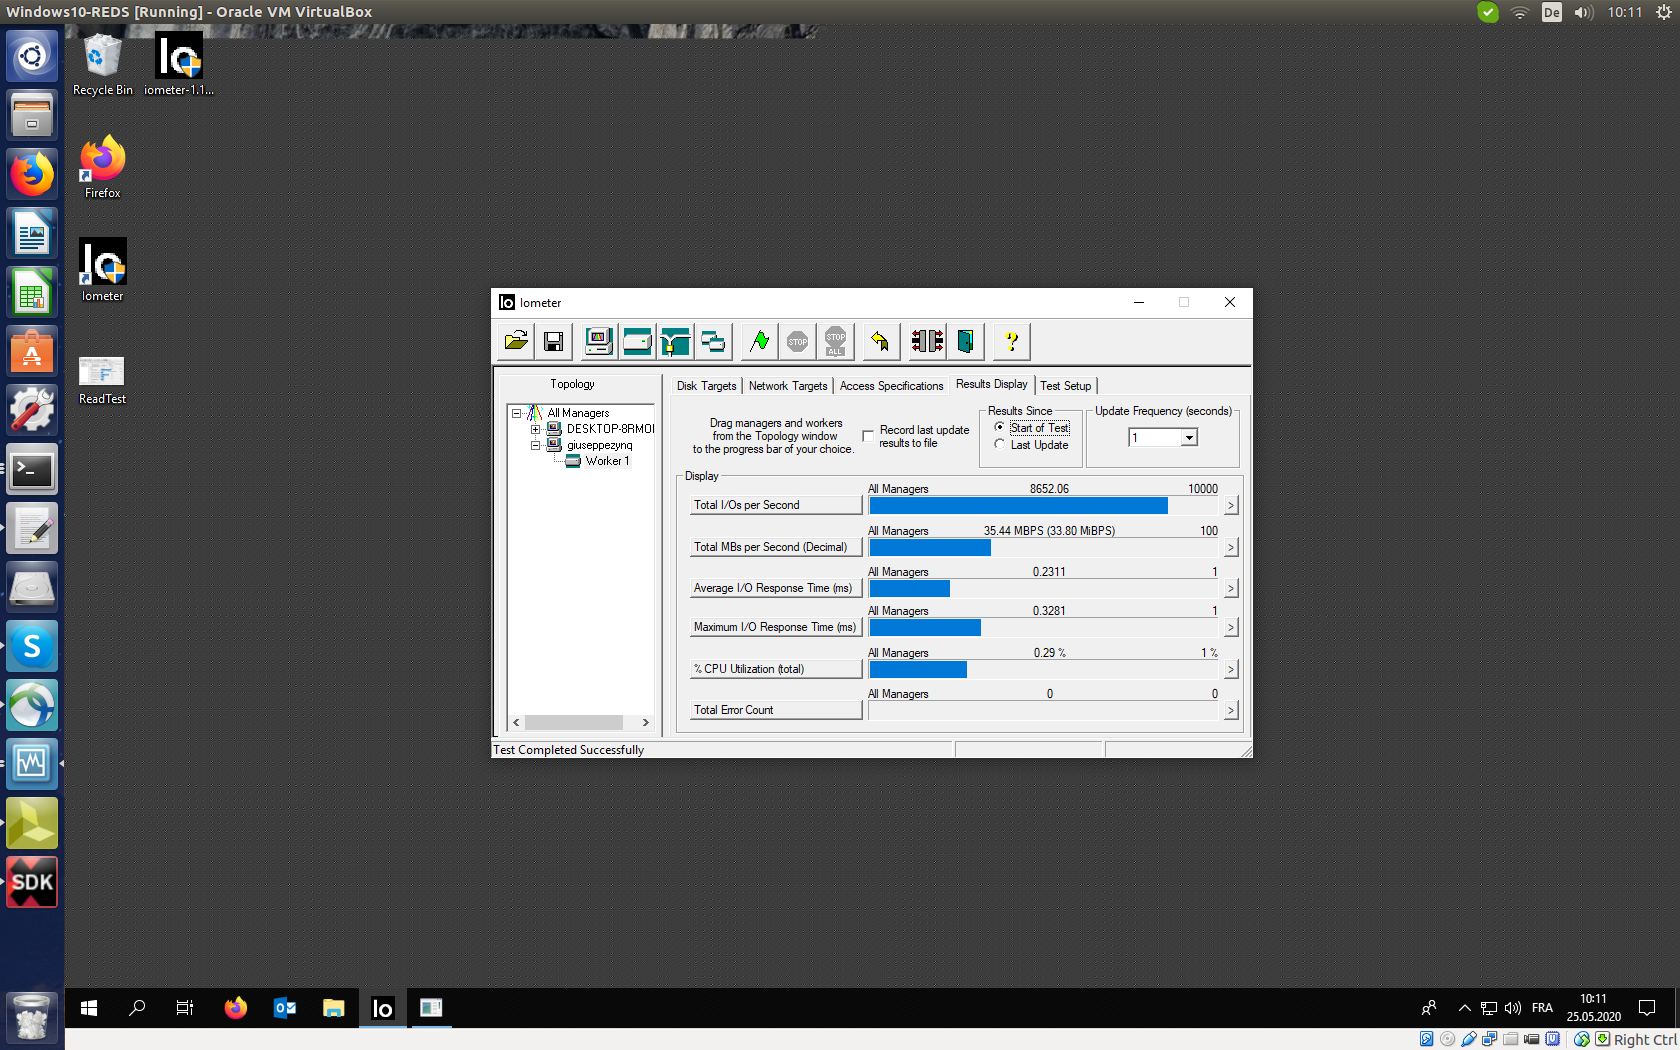 Windows10-REDS [Running] - Oracle VM VirtualBox
De
10:11
Recycle Bin
iometer-1.1...
Firefox
Iometer
ReadTest
SDK
Iometer
STOP
STOP
ALL
Topology
All Managers
DESKTOP-8RMO
giuseppezynq
Worker 1
Disk Targets
Network Targets
Access Specifications
Results Display
Test Setup
Drag managers and workers
from the Topology window
to the progress bar of your choice.
Record last update
results to file
Results Since
Start of Test
Last Update
Update Frequency (seconds)
1
Display
All Managers 8652.06 10000
Total I/Os per Second
>
All Managers 35.44 MBPS (33.80 MiBPS) 100
Total MBs per Second (Decimal)
>
All Managers 0.2311 1
Average I/O Response Time (ms)
>
All Managers 0.3281 1
Maximum I/O Response Time (ms)
>
All Managers 0.29 % 1 %
% CPU Utilization (total)
>
All Managers 0 0
Total Error Count
>
Test Completed Successfully
FRA
10:11
25.05.2020
Right Ctrl